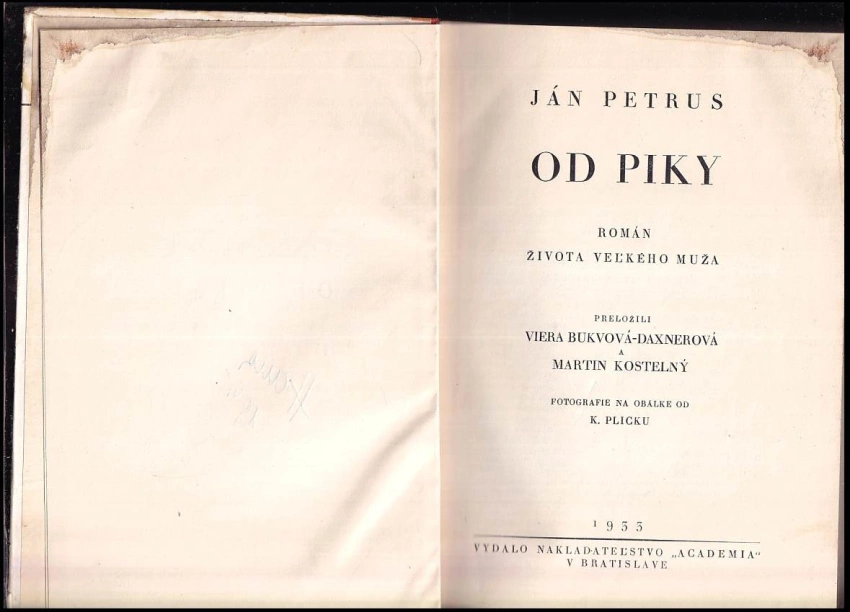 JÁN PETRUS
OD PIKY
ROMÁN
ŽIVOTA VEĽKÉHO MUŽA
PRELOŽILI
VIERA BUKVOVÁ-DAXNEROVÁ
A
MARTIN KOSTELNÝ
FOTOGRAFIE NA OBÁLKE OD
K. PLICKU
1933
VYDALO NAKLADATEĽSTVO „ACADEMIA“
V BRATISLAVE